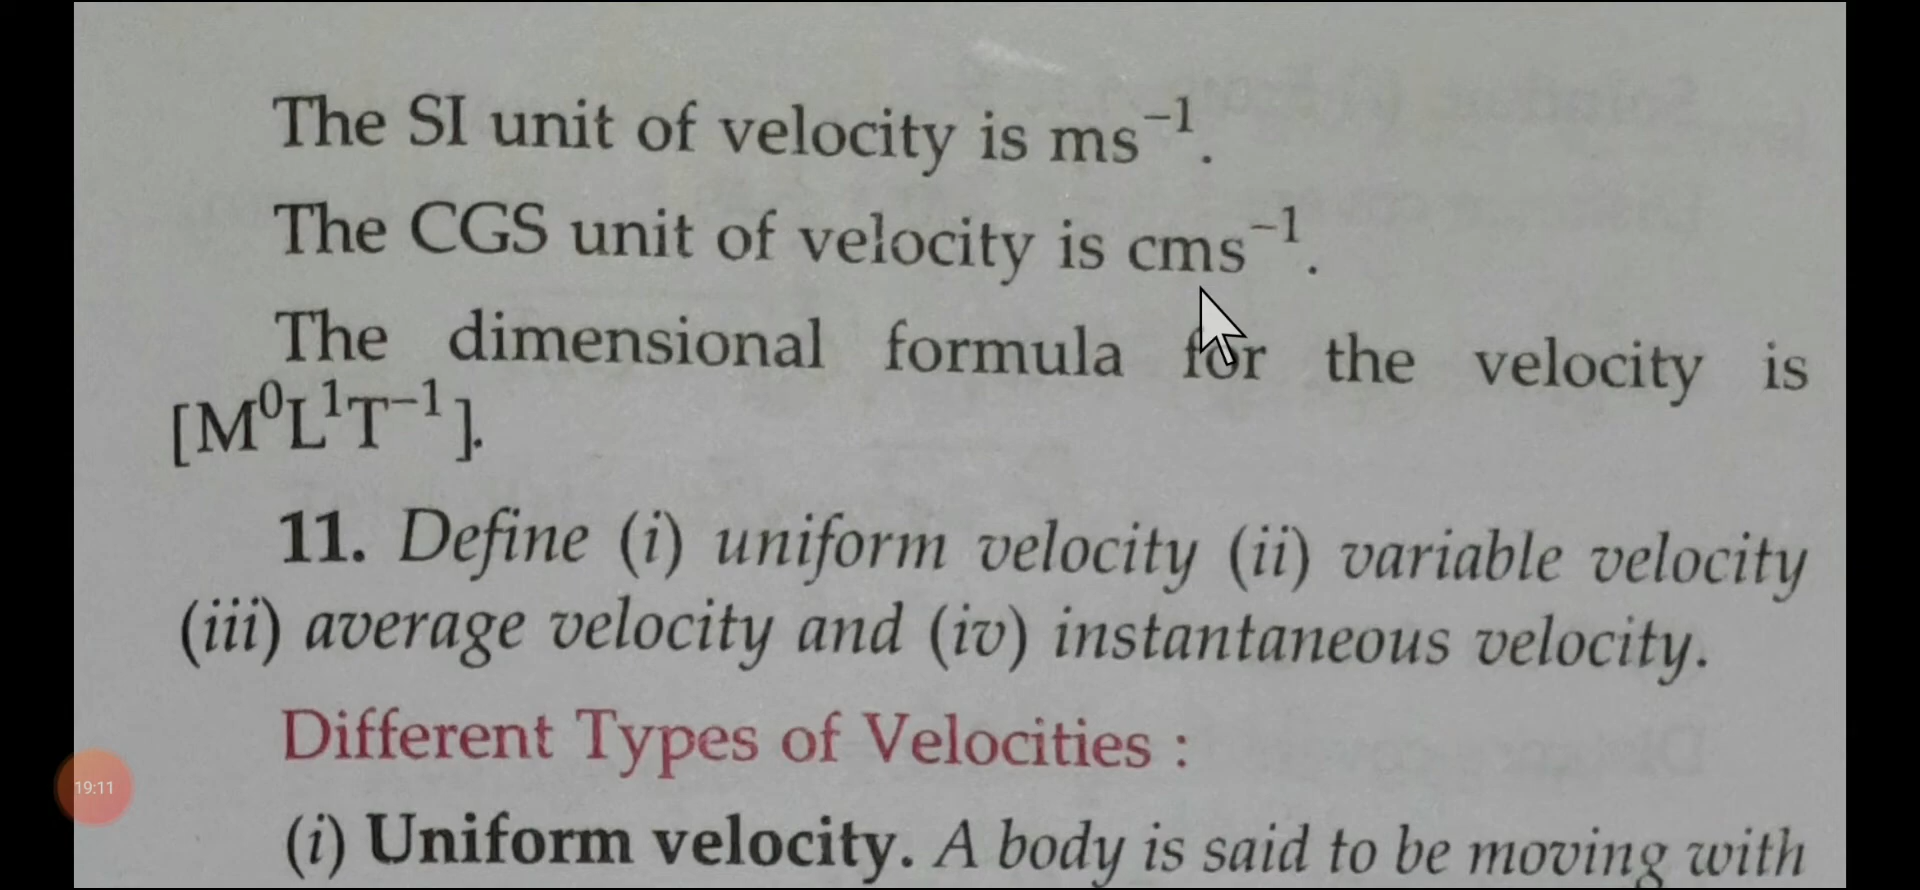 The SI unit of velocity is ms⁻¹.
The CGS unit of velocity is cms⁻¹.
The dimensional formula for the velocity is
[M⁰L¹T⁻¹].
11. Define (i) uniform velocity (ii) variable velocity
(iii) average velocity and (iv) instantaneous velocity.
Different Types of Velocities :
19:11
(i) Uniform velocity. A body is said to be moving with